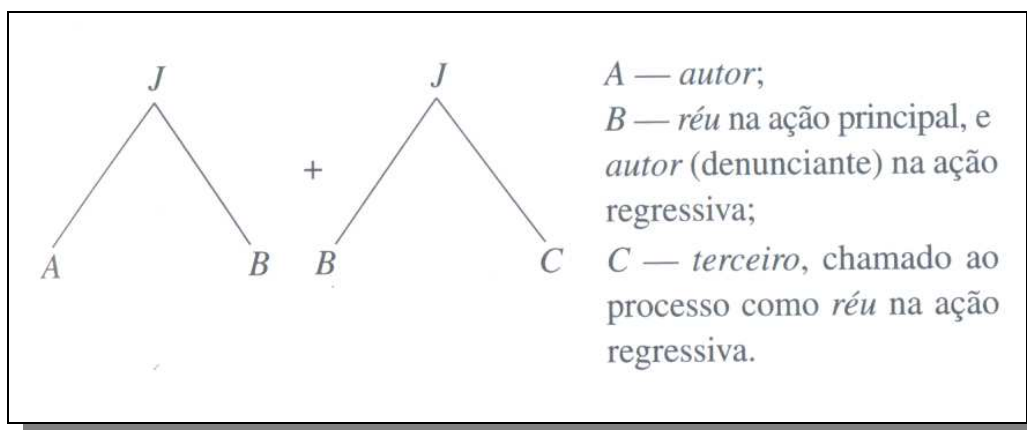 J
J
+
A
B
B
C
A — autor;
B — réu na ação principal, e
autor (denunciante) na ação
regressiva;
C — terceiro, chamado ao
processo como réu na ação
regressiva.